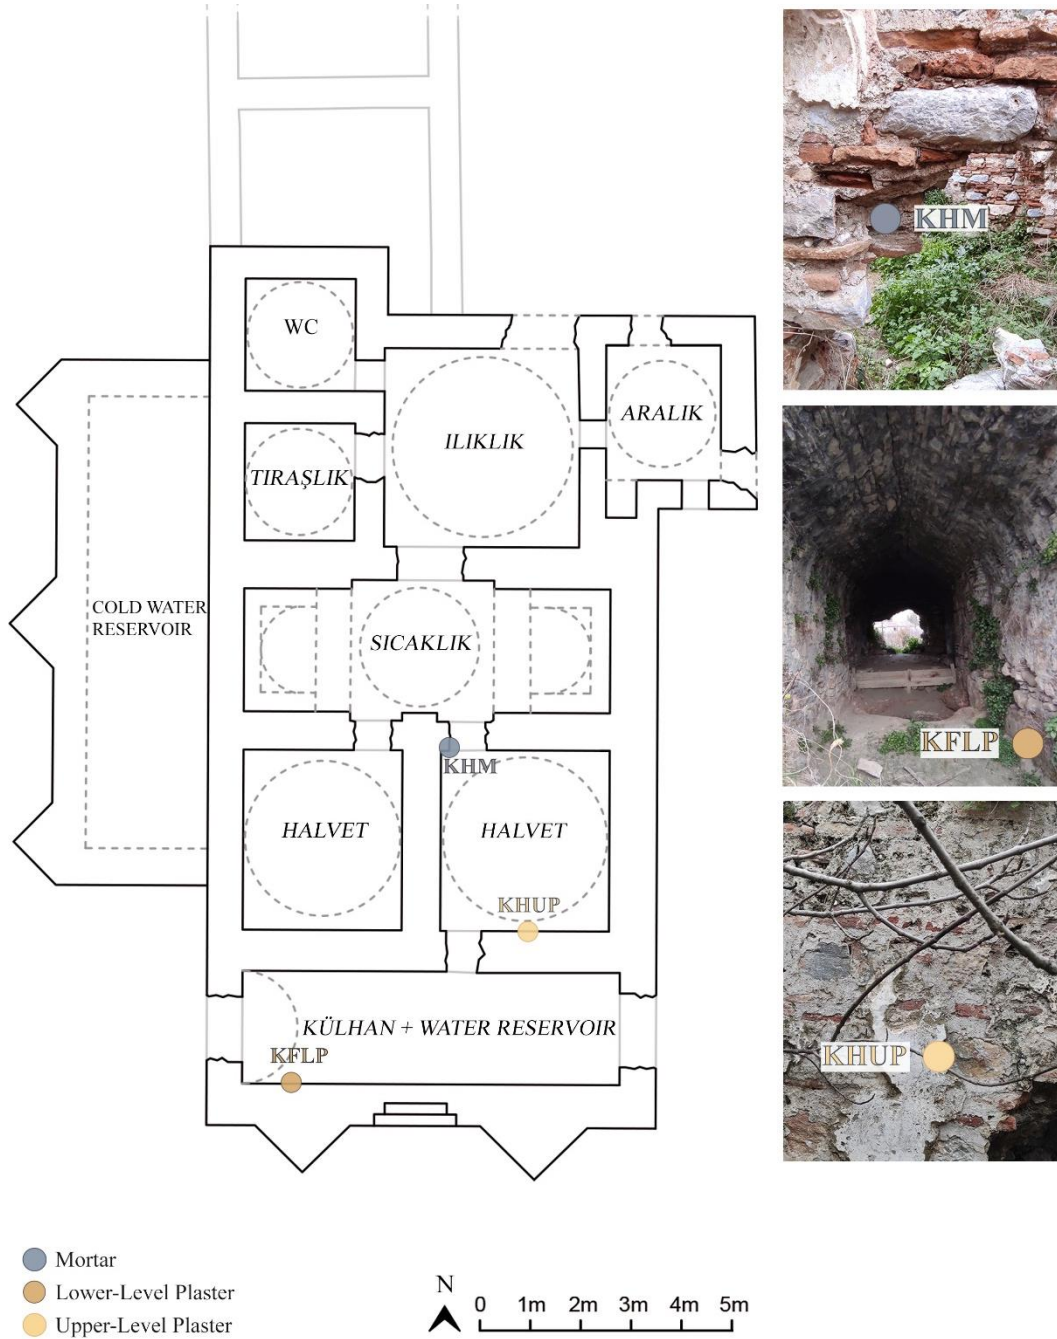 WC
ILIKLIK
ARALIK
TIRAŞLIK
COLD WATER
RESERVOIR
SICAKLIK
KHM
HALVET
HALVET
KHUP
KÜLHAN + WATER RESERVOIR
KFLP
KHM
KFLP
KHUP
Mortar
Lower-Level Plaster
Upper-Level Plaster
N
0 1m 2m 3m 4m 5m